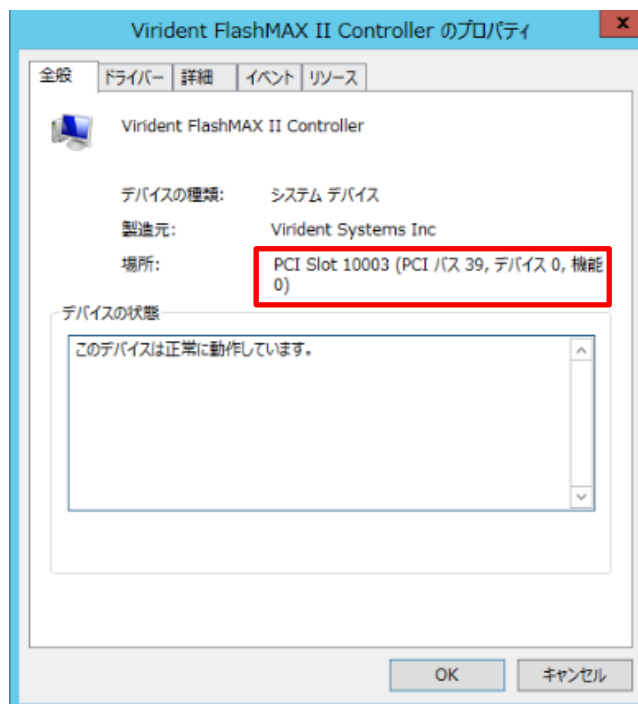 Virident FlashMAX II Controller のプロパティ
x
全般 ドライバー 詳細 イベント リソース
Virident FlashMAX II Controller
デバイスの種類: システム デバイス
製造元: Virident Systems Inc
場所: PCI Slot 10003 (PCI バス 39, デバイス 0, 機能
0)
デバイスの状態
このデバイスは正常に動作しています。
OK キャンセル